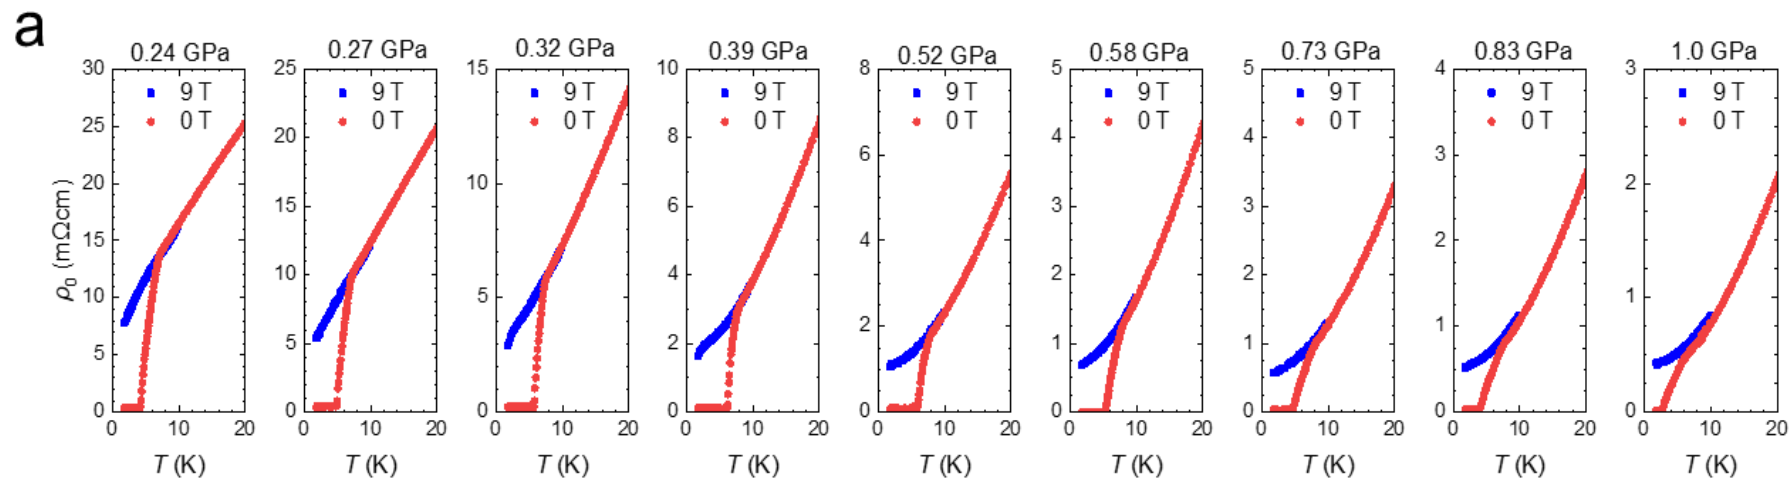 a
0.24 GPa 0.27 GPa 0.32 GPa 0.39 GPa 0.52 GPa 0.58 GPa 0.73 GPa 0.83 GPa 1.0 GPa
30 25 15 10 8 5 5 4 3
9 T 9 T 9 T 9 T 9 T 9 T 9 T 9 T 9 T
0 T 0 T 0 T 0 T 0 T 0 T 0 T 0 T 0 T
25 20 8 4 4
20 10 6 3 2
15 15 6 3 3
10 4 2
10 5 4 2 2 1
5 5 2 2 1 1 1
0 0 0 0 0 0 0 0 0
ρ₀ (mΩcm)
0 10 20 0 10 20 0 10 20 0 10 20 0 10 20 0 10 20 0 10 20 0 10 20 0 10 20
T (K) T (K) T (K) T (K) T (K) T (K) T (K) T (K) T (K)